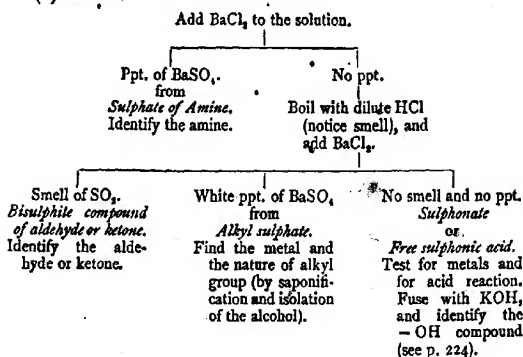 Add BaCl₂ to the solution.
Ppt. of BaSO₄.
from
Sulphate of Amine.
Identify the amine.
No ppt.
Boil with dilute HCl
(notice smell), and
add BaCl₂.
Smell of SO₂.
Bisulphite compound
of aldehyde or ketone.
Identify the alde-
hyde or ketone.
White ppt. of BaSO₄
from
Alkyl sulphate.
Find the metal and
the nature of alkyl
group (by saponifi-
cation and isolation
of the alcohol).
No smell and no ppt.
Sulphonate
or
Free sulphonic acid.
Test for metals and
for acid reaction.
Fuse with KOH,
and identify the
– OH compound
(see p. 224).